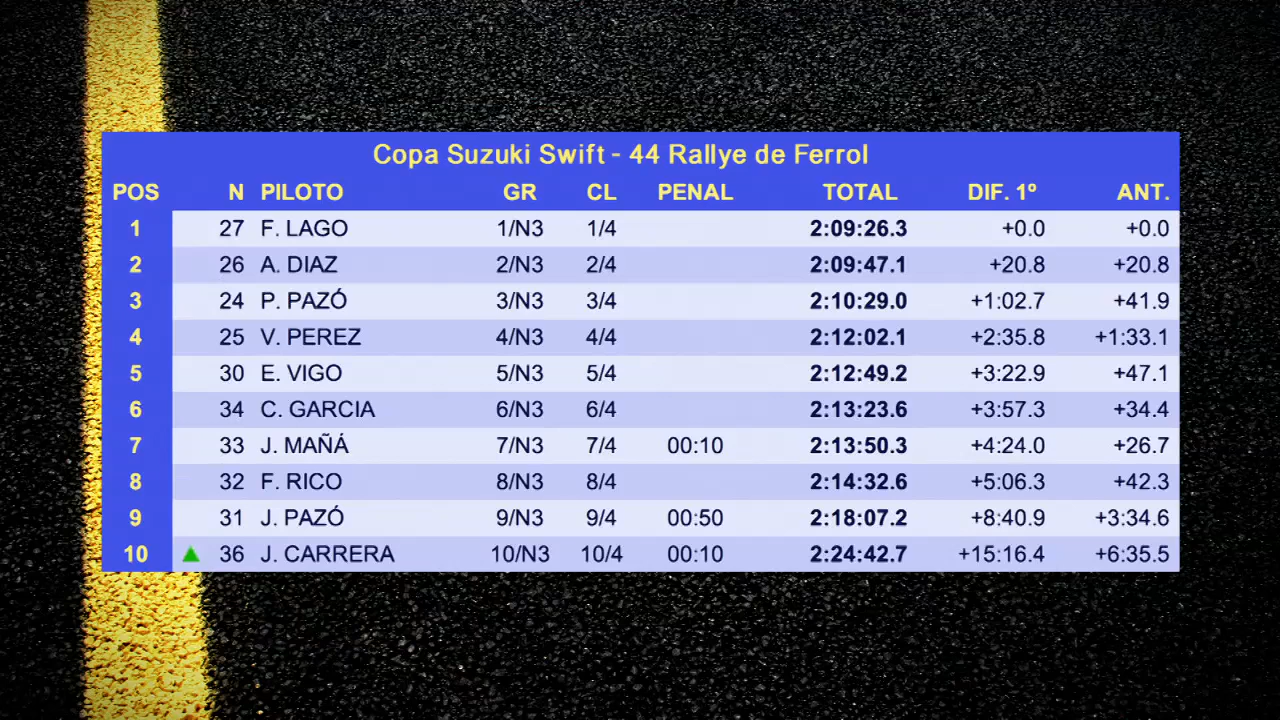 Copa Suzuki Swift - 44 Rallye de Ferrol
POS N PILOTO GR CL PENAL TOTAL DIF. 1º ANT.
1 27 F. LAGO 1/N3 1/4 2:09:26.3 +0.0 +0.0
2 26 A. DIAZ 2/N3 2/4 2:09:47.1 +20.8 +20.8
3 24 P. PAZÓ 3/N3 3/4 2:10:29.0 +1:02.7 +41.9
4 25 V. PEREZ 4/N3 4/4 2:12:02.1 +2:35.8 +1:33.1
5 30 E. VIGO 5/N3 5/4 2:12:49.2 +3:22.9 +47.1
6 34 C. GARCIA 6/N3 6/4 2:13:23.6 +3:57.3 +34.4
7 33 J. MAÑÁ 7/N3 7/4 00:10 2:13:50.3 +4:24.0 +26.7
8 32 F. RICO 8/N3 8/4 2:14:32.6 +5:06.3 +42.3
9 31 J. PAZÓ 9/N3 9/4 00:50 2:18:07.2 +8:40.9 +3:34.6
10 36 J. CARRERA 10/N3 10/4 00:10 2:24:42.7 +15:16.4 +6:35.5